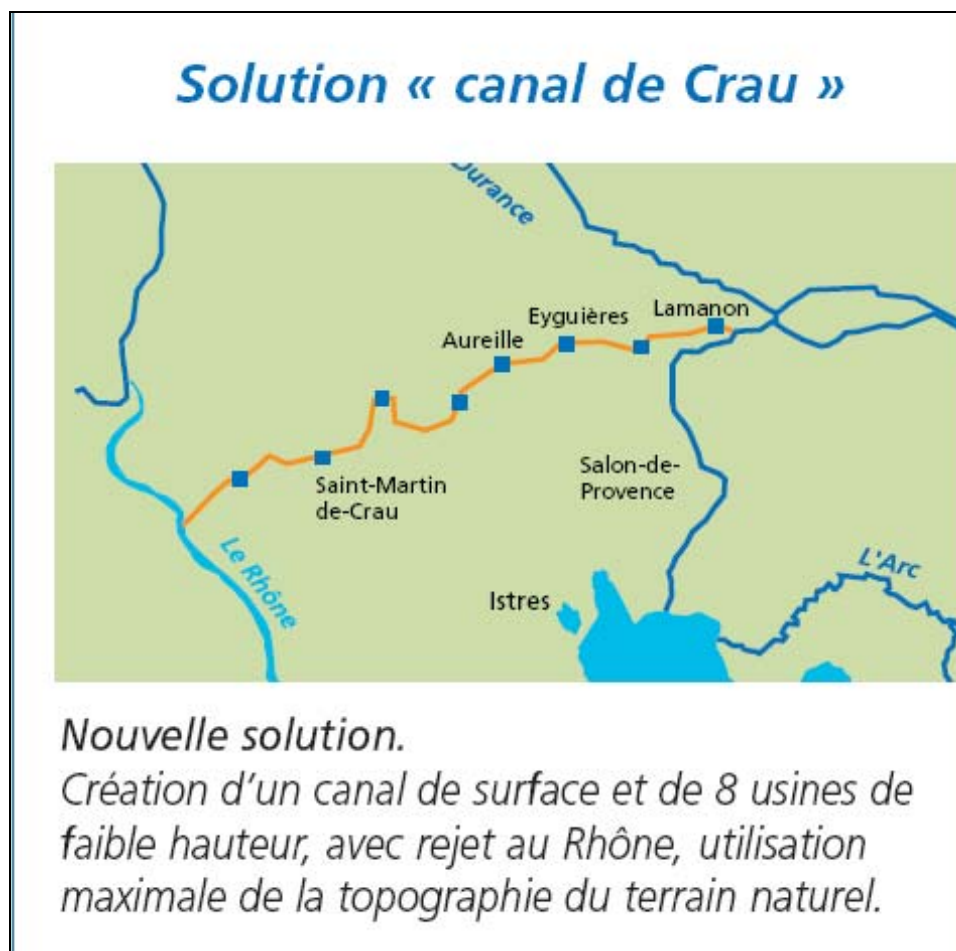 Solution « canal de Crau »
Durance
Lamanon
Eyguières
Aureille
Salon-de-
Provence
Saint-Martin
de-Crau
Le Rhône
L'Arc
Istres
Nouvelle solution.
Création d'un canal de surface et de 8 usines de
faible hauteur, avec rejet au Rhône, utilisation
maximale de la topographie du terrain naturel.